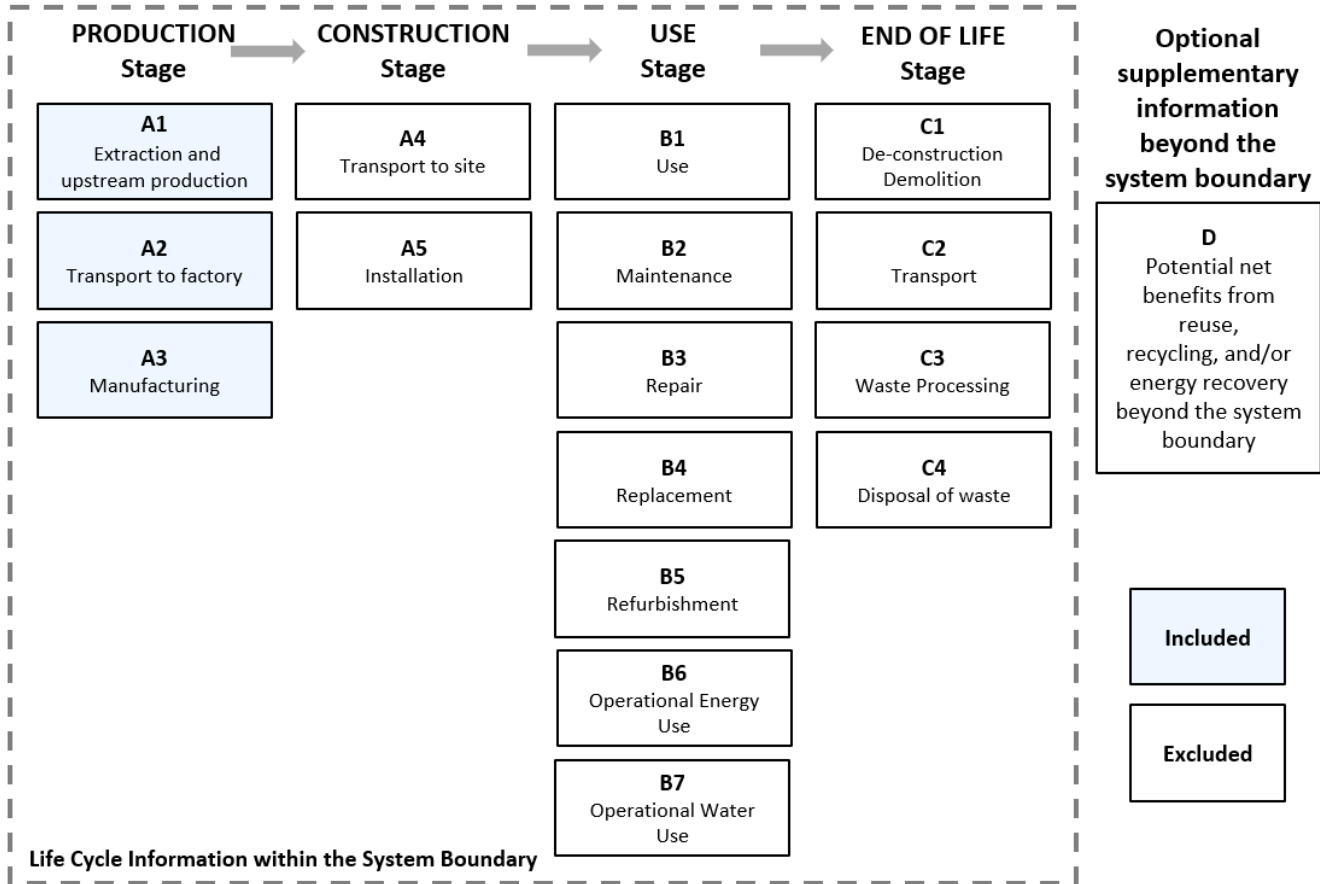 PRODUCTION
Stage
CONSTRUCTION
Stage
USE
Stage
END OF LIFE
Stage
Optional
supplementary
information
beyond the
system boundary
A1
Extraction and
upstream production
A2
Transport to factory
A3
Manufacturing
A4
Transport to site
A5
Installation
B1
Use
B2
Maintenance
B3
Repair
B4
Replacement
B5
Refurbishment
B6
Operational Energy
Use
B7
Operational Water
Use
C1
De-construction
Demolition
C2
Transport
C3
Waste Processing
C4
Disposal of waste
D
Potential net
benefits from
reuse,
recycling, and/or
energy recovery
beyond the system
boundary
Included
Excluded
Life Cycle Information within the System Boundary